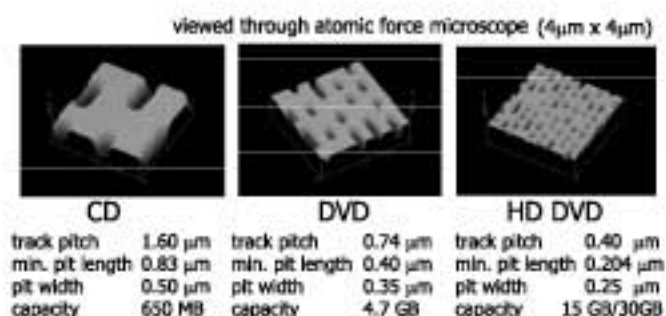 viewed through atomic force microscope (4μm x 4μm)
CD
track pitch 1.60 μm
min. pit length 0.83 μm
pit width 0.50 μm
capacity 650 MB
DVD
track pitch 0.74 μm
min. pit length 0.40 μm
pit width 0.35 μm
capacity 4.7 GB
HD DVD
track pitch 0.40 μm
min. pit length 0.204 μm
pit width 0.25 μm
capacity 15 GB/30GB